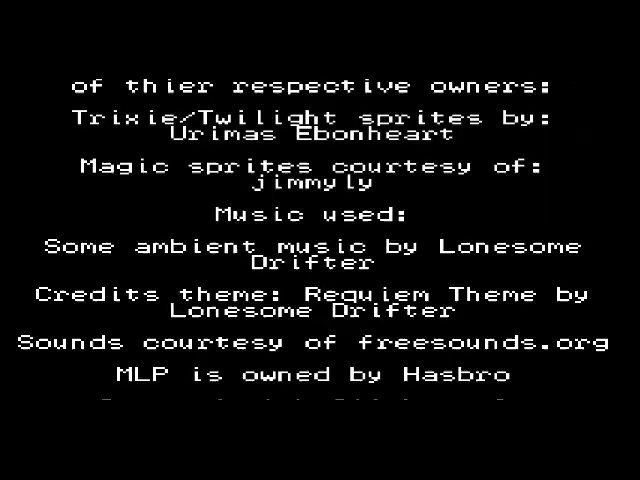 of thier respective owners:
Trixie/Twilight sprites by:
Urimas Ebonheart
Magic sprites courtesy of:
jimmyly
Music used:
Some ambient music by Lonesome
Drifter
Credits theme: Requiem Theme by
Lonesome Drifter
Sounds courtesy of freesounds.org
MLP is owned by Hasbro